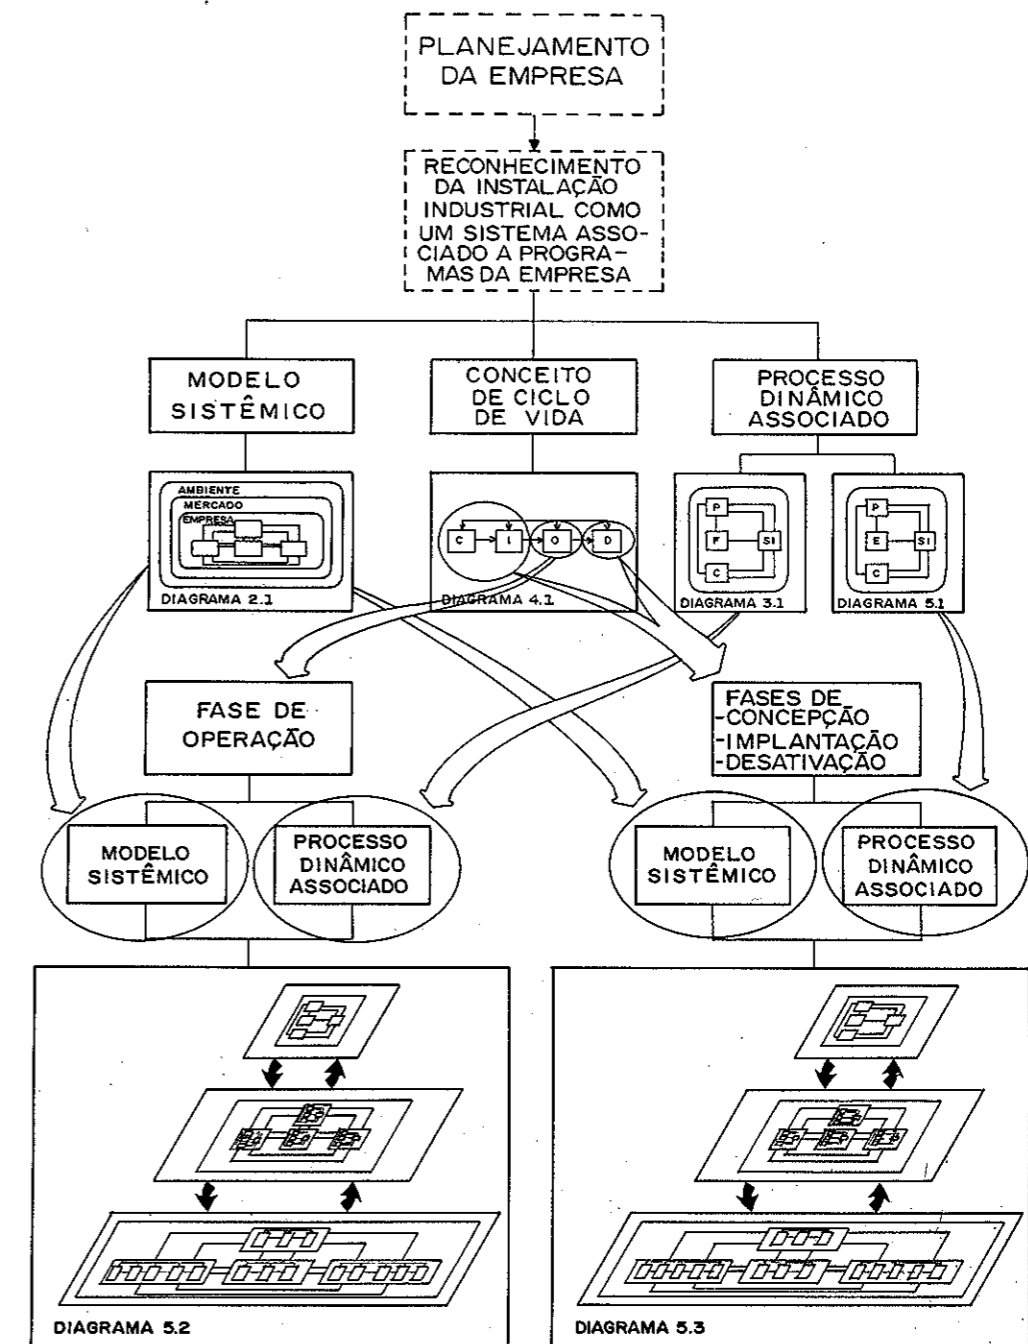 PLANEJAMENTO
DA EMPRESA
RECONHECIMENTO
DA INSTALAÇÃO
INDUSTRIAL COMO
UM SISTEMA ASSO-
CIADO A PROGRA-
MAS DA EMPRESA
MODELO
SISTÊMICO
CONCEITO
DE CICLO
DE VIDA
PROCESSO
DINÂMICO
ASSOCIADO
AMBIENTE
MERCADO
EMPRESA
DIAGRAMA 2.1
C I O D
DIAGRAMA 4.1
P
F SI
C
DIAGRAMA 3.1
P
E SI
C
DIAGRAMA 5.1
FASE DE
OPERAÇÃO
FASES DE
-CONCEPÇÃO
-IMPLANTAÇÃO
-DESATIVAÇÃO
MODELO
SISTÊMICO
PROCESSO
DINÂMICO
ASSOCIADO
MODELO
SISTÊMICO
PROCESSO
DINÂMICO
ASSOCIADO
DIAGRAMA 5.2
DIAGRAMA 5.3